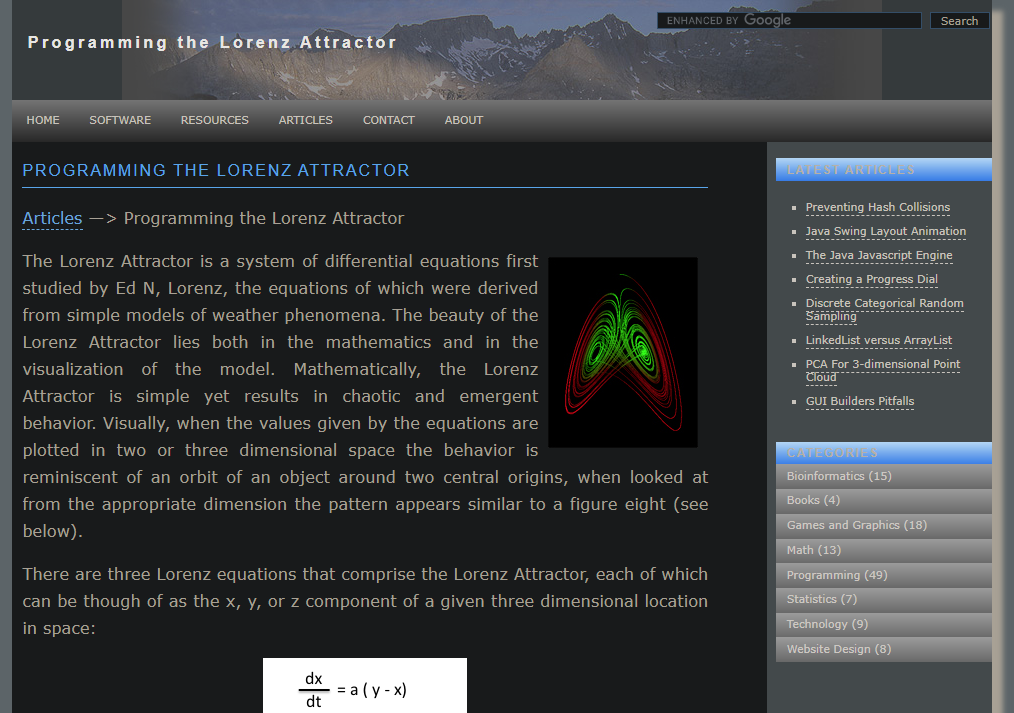 ENHANCED BY Google
Search
Programming the Lorenz Attractor
HOME SOFTWARE RESOURCES ARTICLES CONTACT ABOUT
PROGRAMMING THE LORENZ ATTRACTOR
Articles —> Programming the Lorenz Attractor
The Lorenz Attractor is a system of differential equations first
studied by Ed N, Lorenz, the equations of which were derived
from simple models of weather phenomena. The beauty of the
Lorenz Attractor lies both in the mathematics and in the
visualization of the model. Mathematically, the Lorenz
Attractor is simple yet results in chaotic and emergent
behavior. Visually, when the values given by the equations are
plotted in two or three dimensional space the behavior is
reminiscent of an orbit of an object around two central origins, when looked at
from the appropriate dimension the pattern appears similar to a figure eight (see
below).
There are three Lorenz equations that comprise the Lorenz Attractor, each of which
can be though of as the x, y, or z component of a given three dimensional location
in space:
dx
dt
= a ( y - x)
LATEST ARTICLES
Preventing Hash Collisions
Java Swing Layout Animation
The Java Javascript Engine
Creating a Progress Dial
Discrete Categorical Random
Sampling
LinkedList versus ArrayList
PCA For 3-dimensional Point
Cloud
GUI Builders Pitfalls
CATEGORIES
Bioinformatics (15)
Books (4)
Games and Graphics (18)
Math (13)
Programming (49)
Statistics (7)
Technology (9)
Website Design (8)